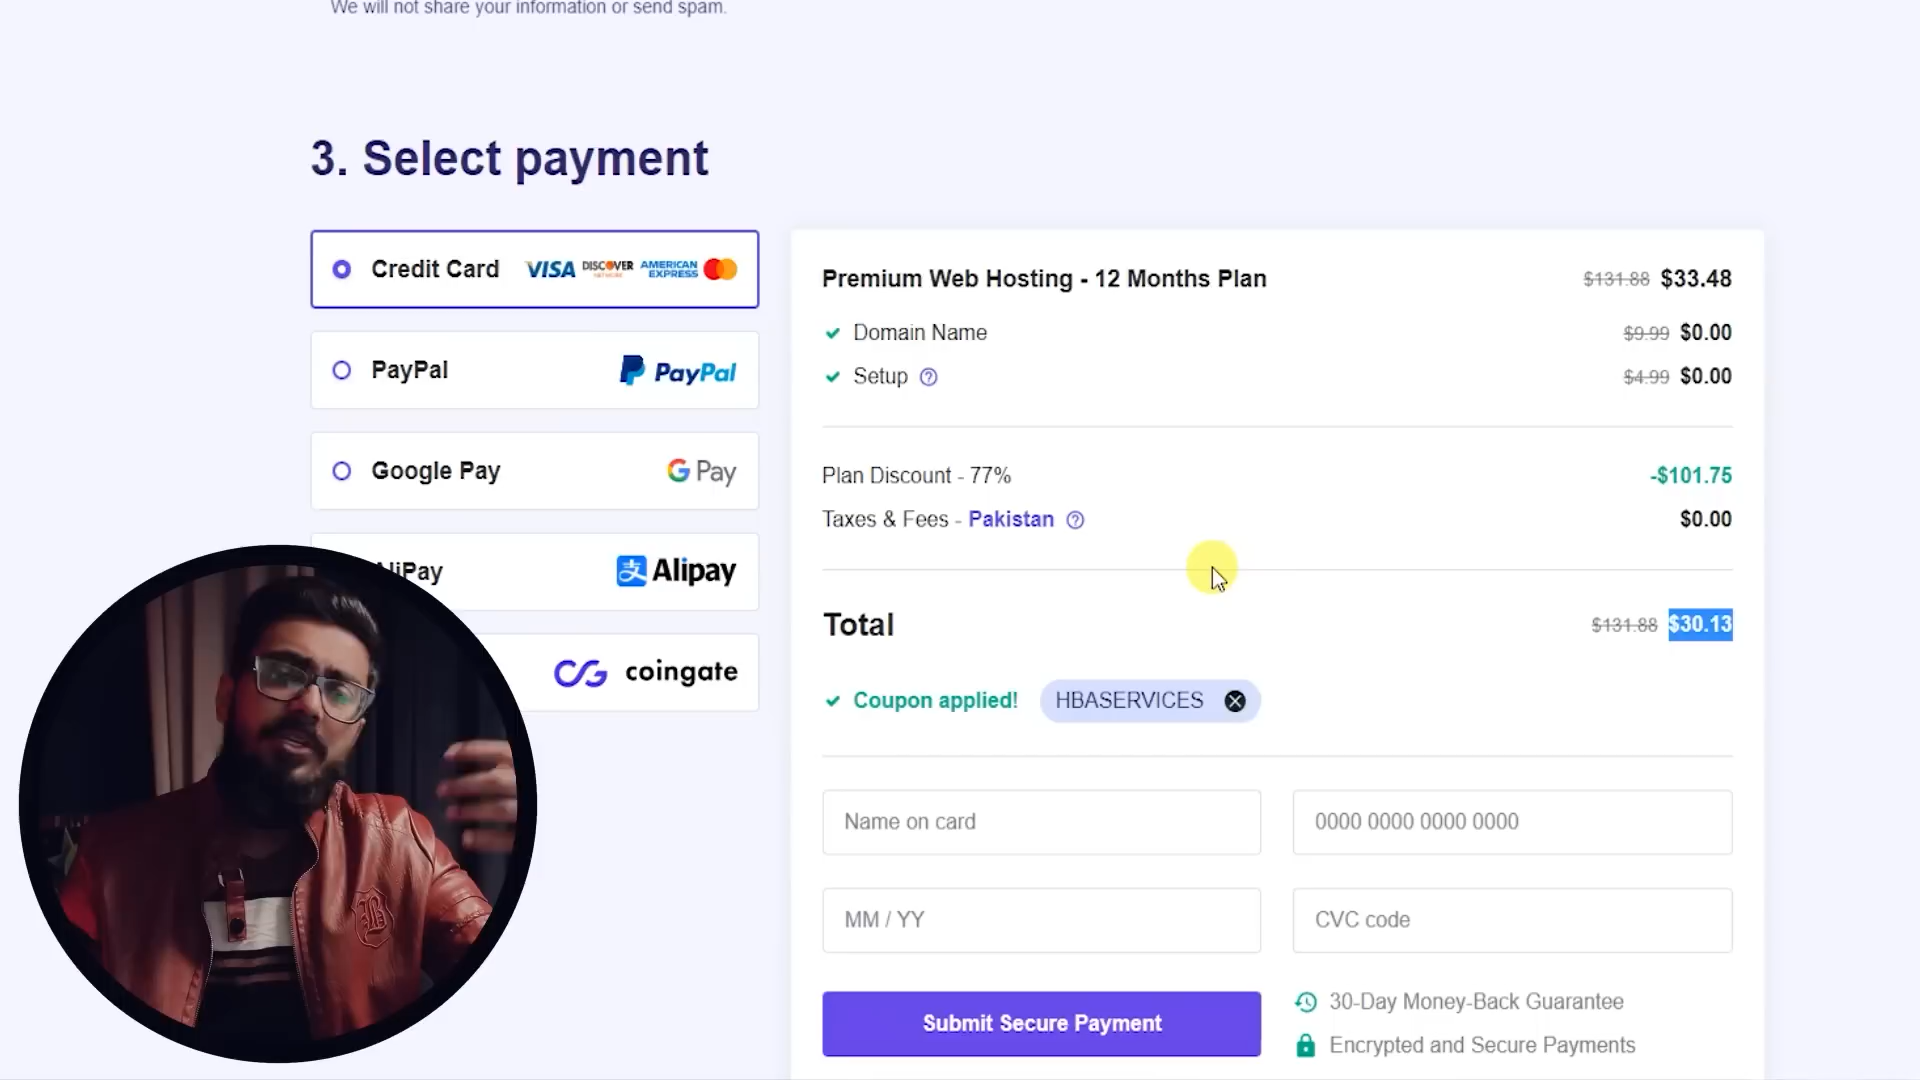 We will not share your information or send spam.
3. Select payment
Credit Card VISA DISCOVER NETWORK AMERICAN EXPRESS
PayPal PayPal
Google Pay G Pay
AliPay 支 Alipay
coingate
Premium Web Hosting - 12 Months Plan $131.88 $33.48
Domain Name $9.99 $0.00
Setup ? $4.99 $0.00
Plan Discount - 77% -$101.75
Taxes & Fees - Pakistan ? $0.00
Total $131.88 $30.13
Coupon applied! HBASERVICES
Name on card 0000 0000 0000 0000
MM / YY CVC code
Submit Secure Payment
30-Day Money-Back Guarantee
Encrypted and Secure Payments